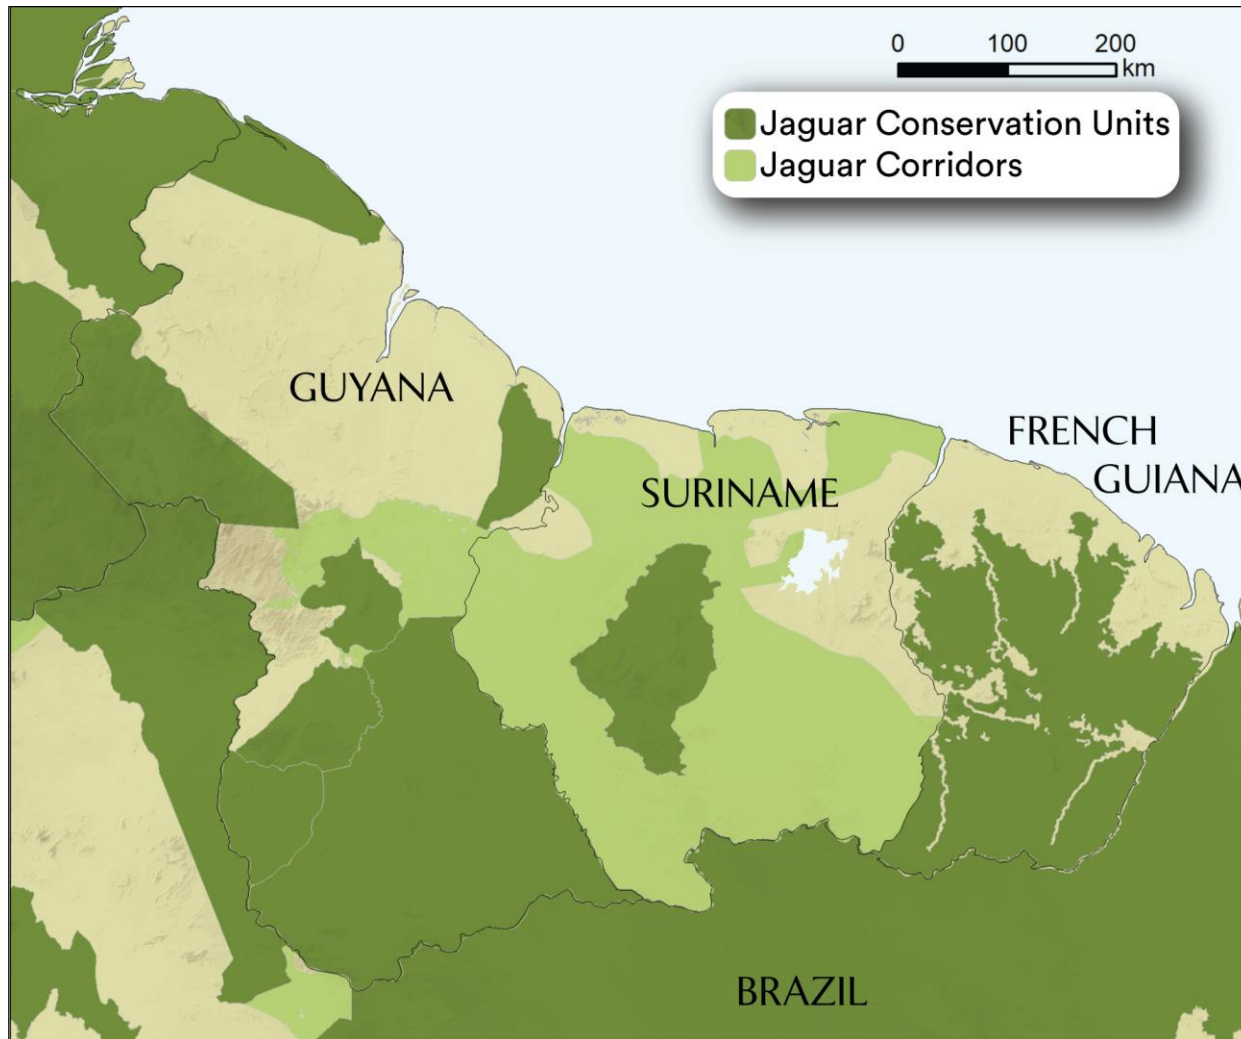 0 100 200
km
Jaguar Conservation Units
Jaguar Corridors
GUYANA
FRENCH
GUIANA
SURINAME
BRAZIL